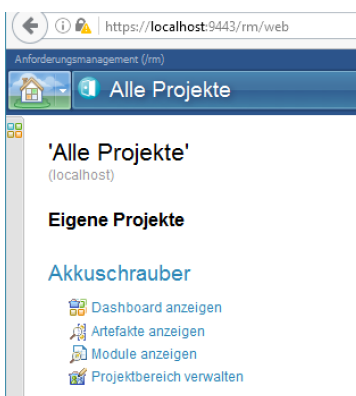 https://localhost:9443/rm/web
Anforderungsmanagement (/rm)
Alle Projekte
'Alle Projekte'
(localhost)
Eigene Projekte
Akkuschrauber
Dashboard anzeigen
Artefakte anzeigen
Module anzeigen
Projektbereich verwalten